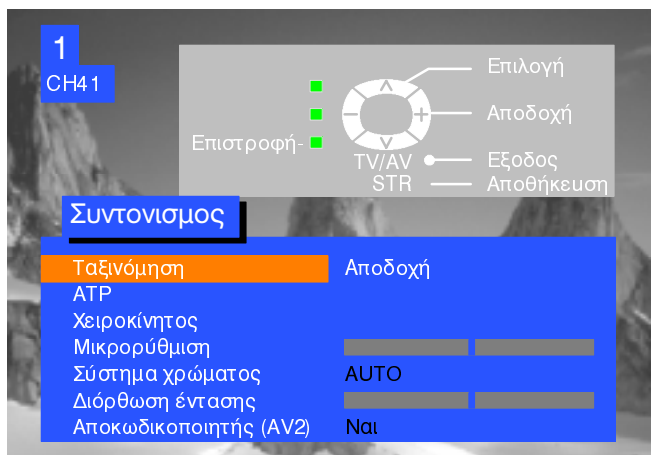 1
CH41
Επιλογή
Αποδοχή
Επιστροφή-
TV/AV Εξοδος
STR Αποθήκευση
Συντονισμος
Ταξινόμηση Αποδοχή
ATP
Χειροκίνητος
Μικρορύθμιση
Σύστημα χρώματος AUTO
Διόρθωση έντασης
Αποκωδικοποιητής (AV2) Ναι